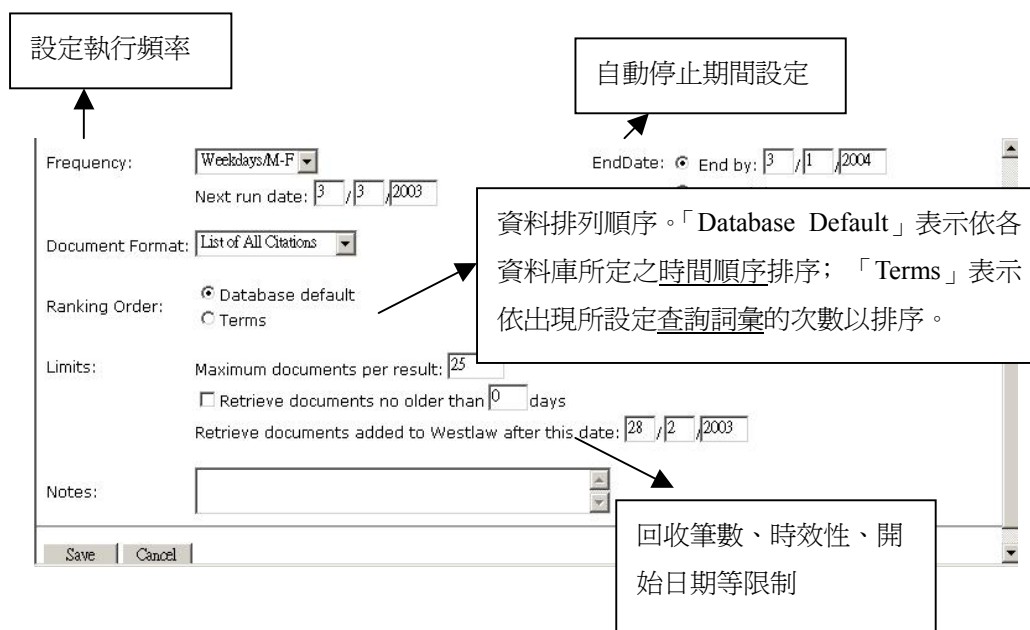 設定執行頻率
自動停止期間設定
Frequency: Weekdays/M-F EndDate: End by: 3 / 1 / 2004
Next run date: 3 / 3 / 2003
資料排列順序。「Database Default」表示依各
資料庫所定之時間順序排序；「Terms」表示
依出現所設定查詢詞彙的次數以排序。
Document Format: List of All Citations
Ranking Order: Database default
Terms
Limits: Maximum documents per result: 25
Retrieve documents no older than 0 days
Retrieve documents added to Westlaw after this date: 28 / 2 / 2003
Notes:
回收筆數、時效性、開
始日期等限制
Save Cancel